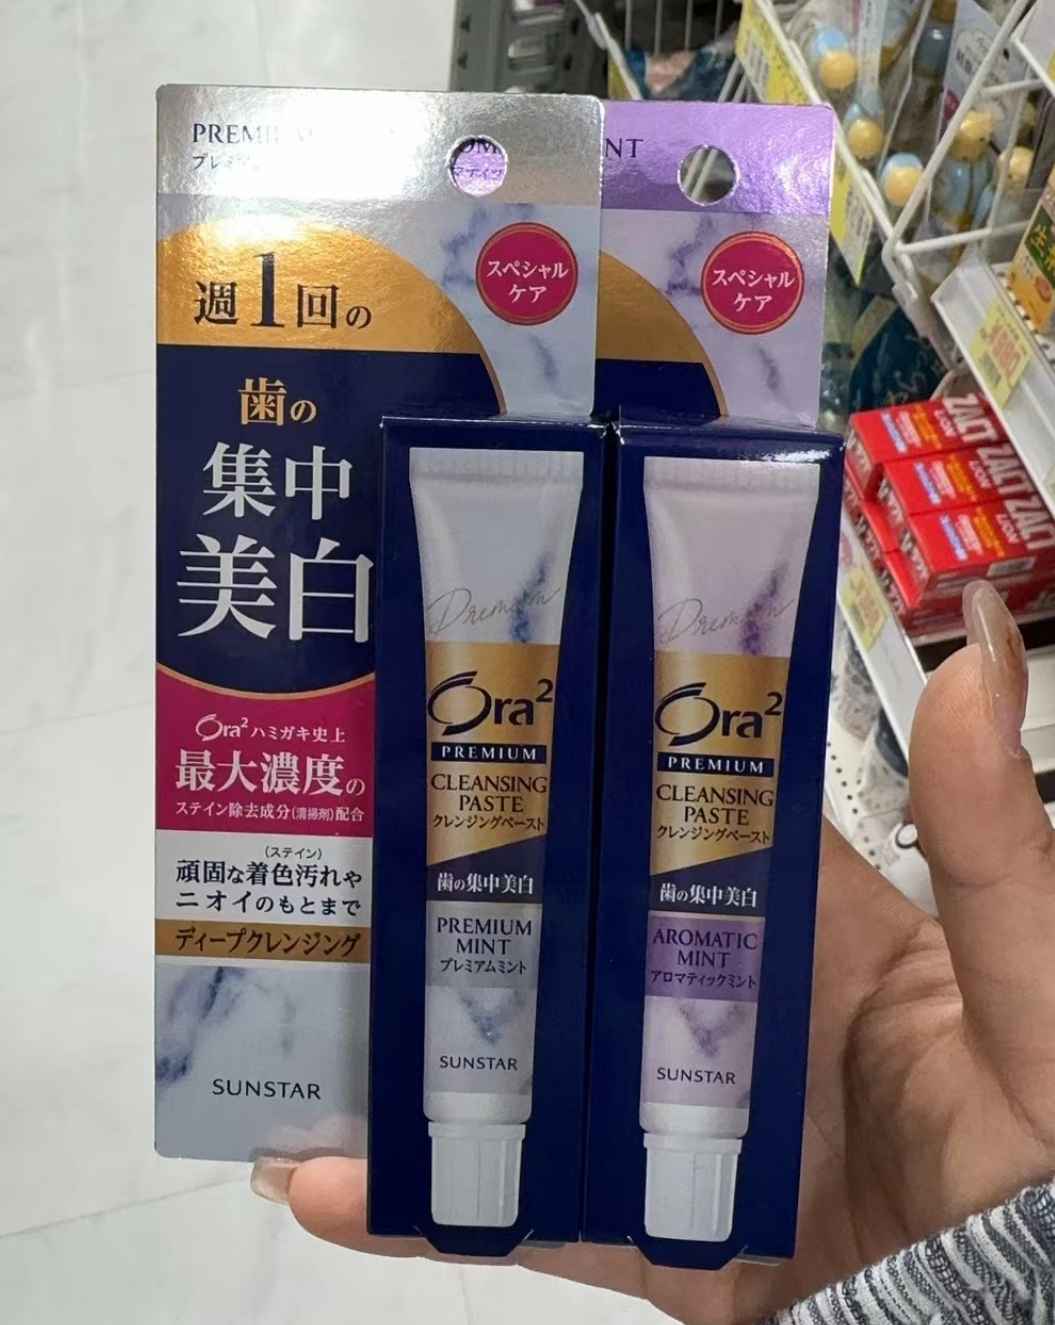 スペシャル
ケア
週1回の
歯の
集中
美白
Ora² ハミガキ史上
最大濃度の
ステイン除去成分(清掃剤)配合
(ステイン)
頑固な着色汚れや
ニオイのもとまで
ディープクレンジング
SUNSTAR
Premium
Ora²
PREMIUM
CLEANSING
PASTE
クレンジングペースト
歯の集中美白
PREMIUM
MINT
プレミアムミント
SUNSTAR
スペシャル
ケア
Premium
Ora²
PREMIUM
CLEANSING
PASTE
クレンジングペースト
歯の集中美白
AROMATIC
MINT
アロマティックミント
SUNSTAR
ZACT
ZACT
ZACT